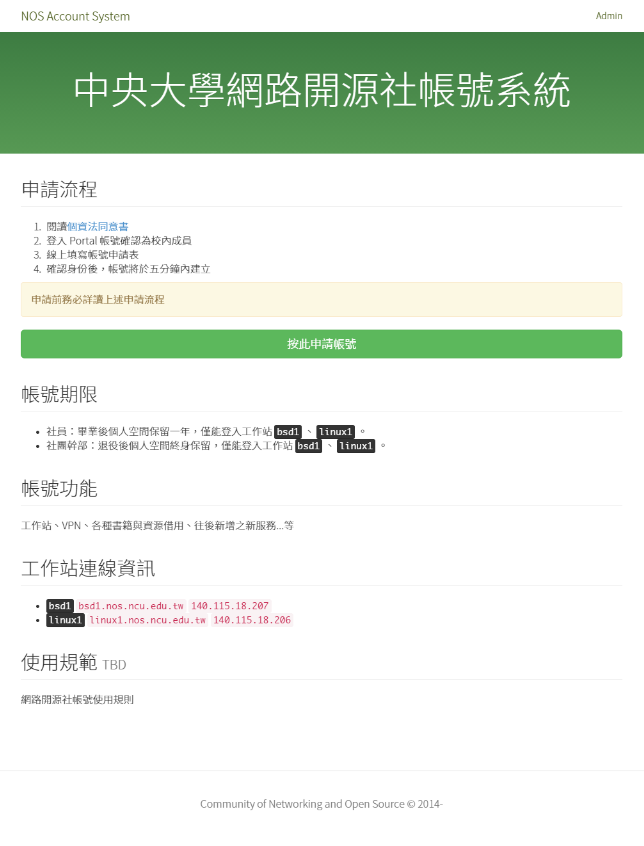 NOS Account System
Admin
中央大學網路開源社帳號系統
申請流程
1. 閱讀個資法同意書
2. 登入 Portal 帳號確認為校內成員
3. 線上填寫帳號申請表
4. 確認身份後，帳號將於五分鐘內建立
申請前務必詳讀上述申請流程
按此申請帳號
帳號期限
• 社員：畢業後個人空間保留一年，僅能登入工作站 bsd1 、 linux1 。
• 社團幹部：退役後個人空間終身保留，僅能登入工作站 bsd1 、 linux1 。
帳號功能
工作站、VPN、各種書籍與資源借用、往後新增之新服務...等
工作站連線資訊
• bsd1 bsd1.nos.ncu.edu.tw 140.115.18.207
• linux1 linux1.nos.ncu.edu.tw 140.115.18.206
使用規範 TBD
網路開源社帳號使用規則
Community of Networking and Open Source © 2014-